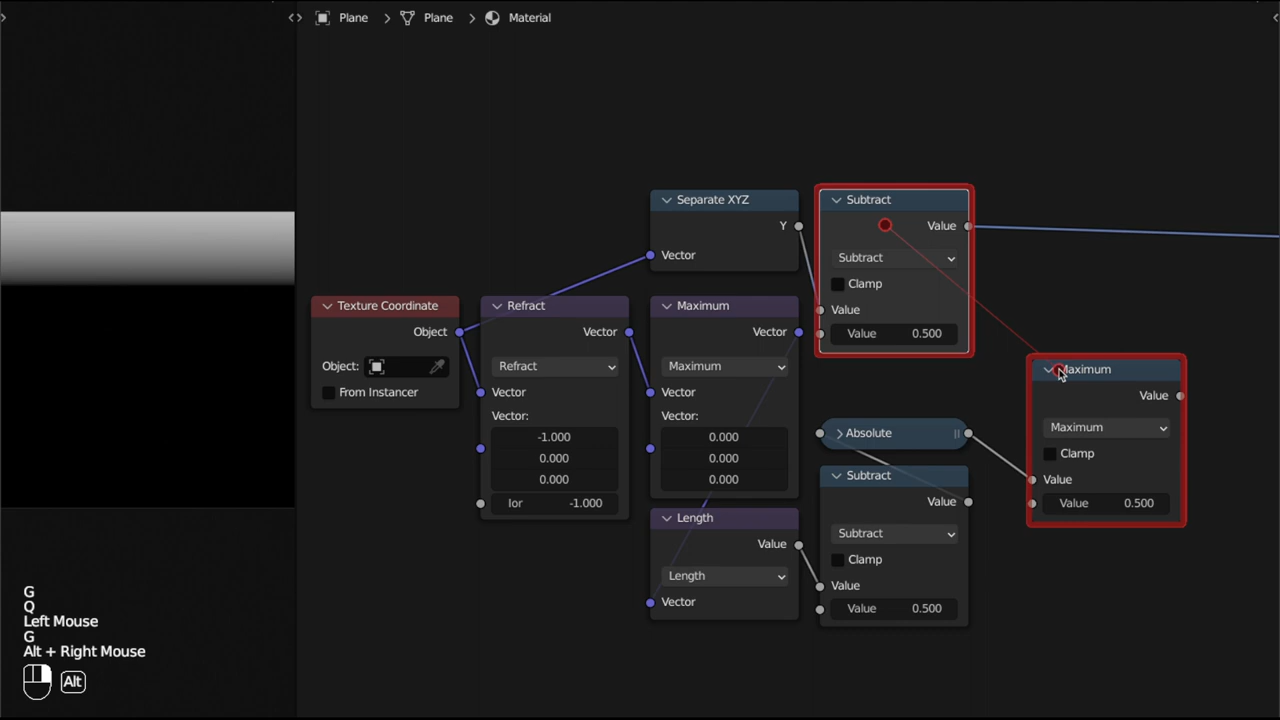 Plane > Plane > Material
Separate XYZ
Y
Vector
Subtract
Value
Subtract
Clamp
Value
Value 0.500
Texture Coordinate
Object
Object:
From Instancer
Refract
Vector
Refract
Vector
Vector:
-1.000
0.000
0.000
Ior -1.000
Maximum
Vector
Maximum
Vector
Vector:
0.000
0.000
0.000
Length
Value
Length
Vector
Absolute
Subtract
Value
Subtract
Clamp
Value
Value 0.500
Maximum
Value
Maximum
Clamp
Value
Value 0.500
G
Q
Left Mouse
G
Alt + Right Mouse
Alt